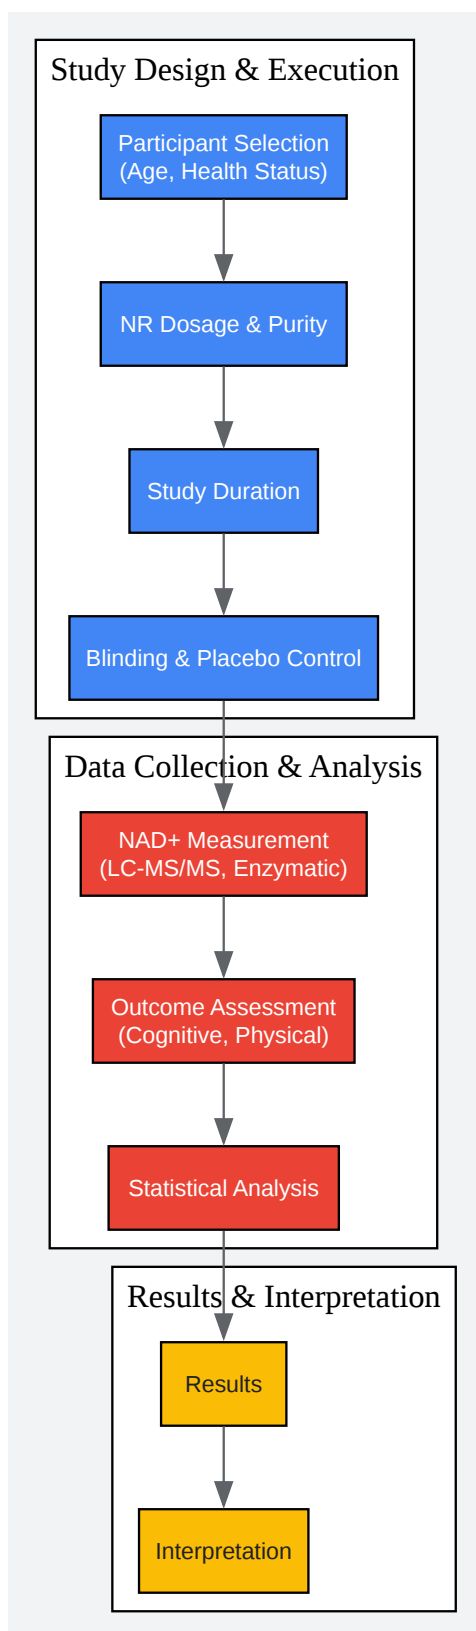 Study Design & Execution
Participant Selection
(Age, Health Status)
NR Dosage & Purity
Study Duration
Blinding & Placebo Control
Data Collection & Analysis
NAD+ Measurement
(LC-MS/MS, Enzymatic)
Outcome Assessment
(Cognitive, Physical)
Statistical Analysis
Results & Interpretation
Results
Interpretation